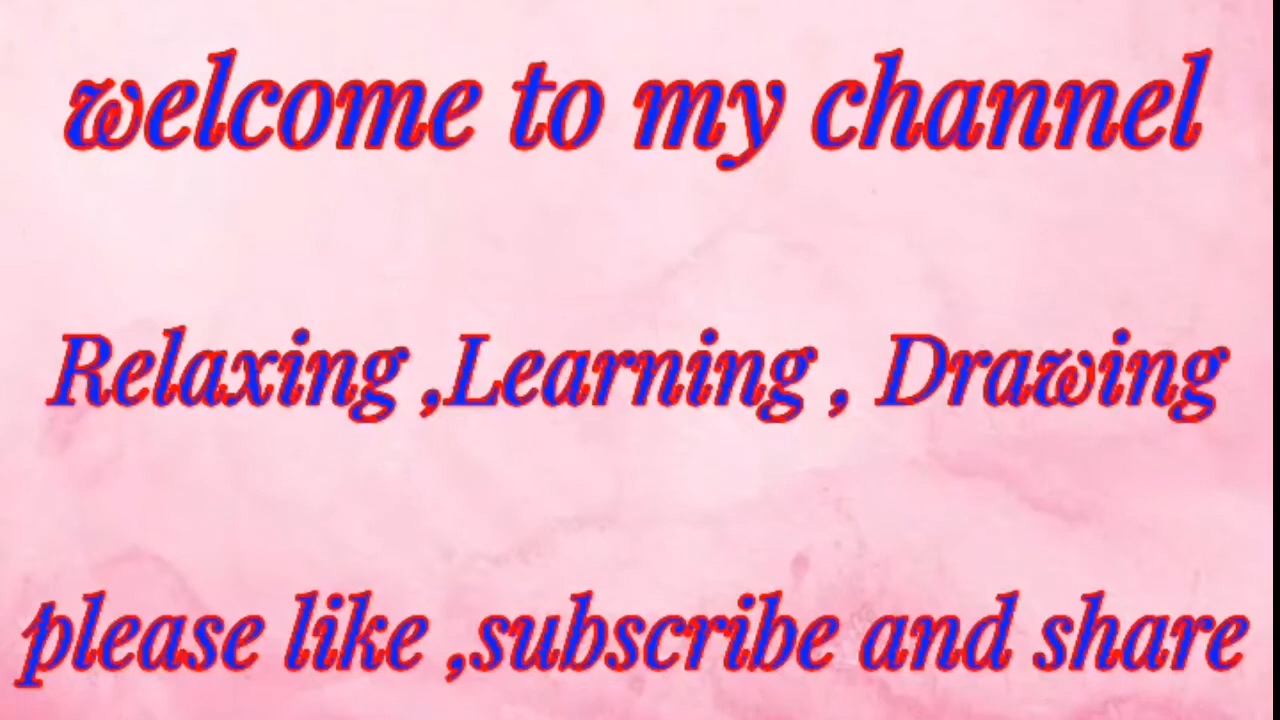 welcome to my channel
Relaxing ,Learning , Drawing
please like ,subscribe and share